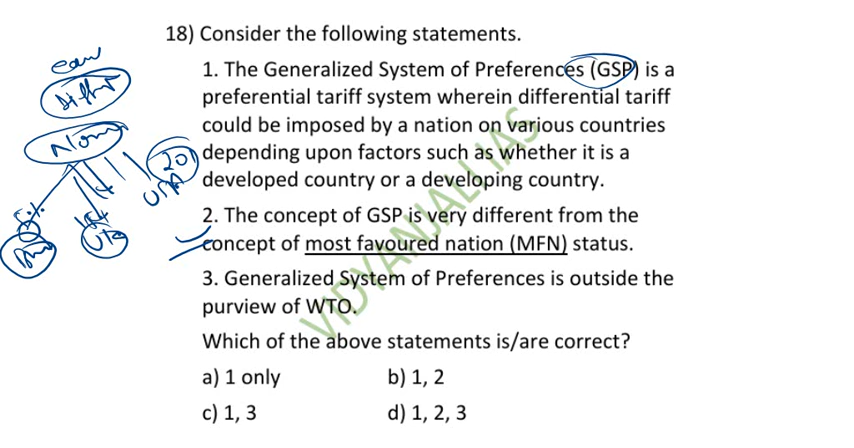 18) Consider the following statements.
1. The Generalized System of Preferences (GSP) is a
preferential tariff system wherein differential tariff
could be imposed by a nation on various countries
depending upon factors such as whether it is a
developed country or a developing country.
2. The concept of GSP is very different from the
concept of most favoured nation (MFN) status.
3. Generalized System of Preferences is outside the
purview of WTO.
Which of the above statements is/are correct?
a) 1 only b) 1, 2
c) 1, 3 d) 1, 2, 3
VIDYANJALI IAS